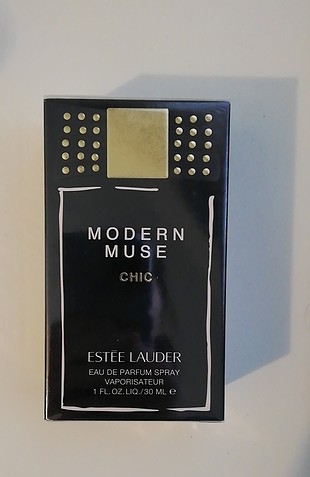 MODERN
MUSE
CHIC
ESTĒE LAUDER
EAU DE PARFUM SPRAY
VAPORISATEUR
1 FL.OZ.LIQ./30 ML ℮